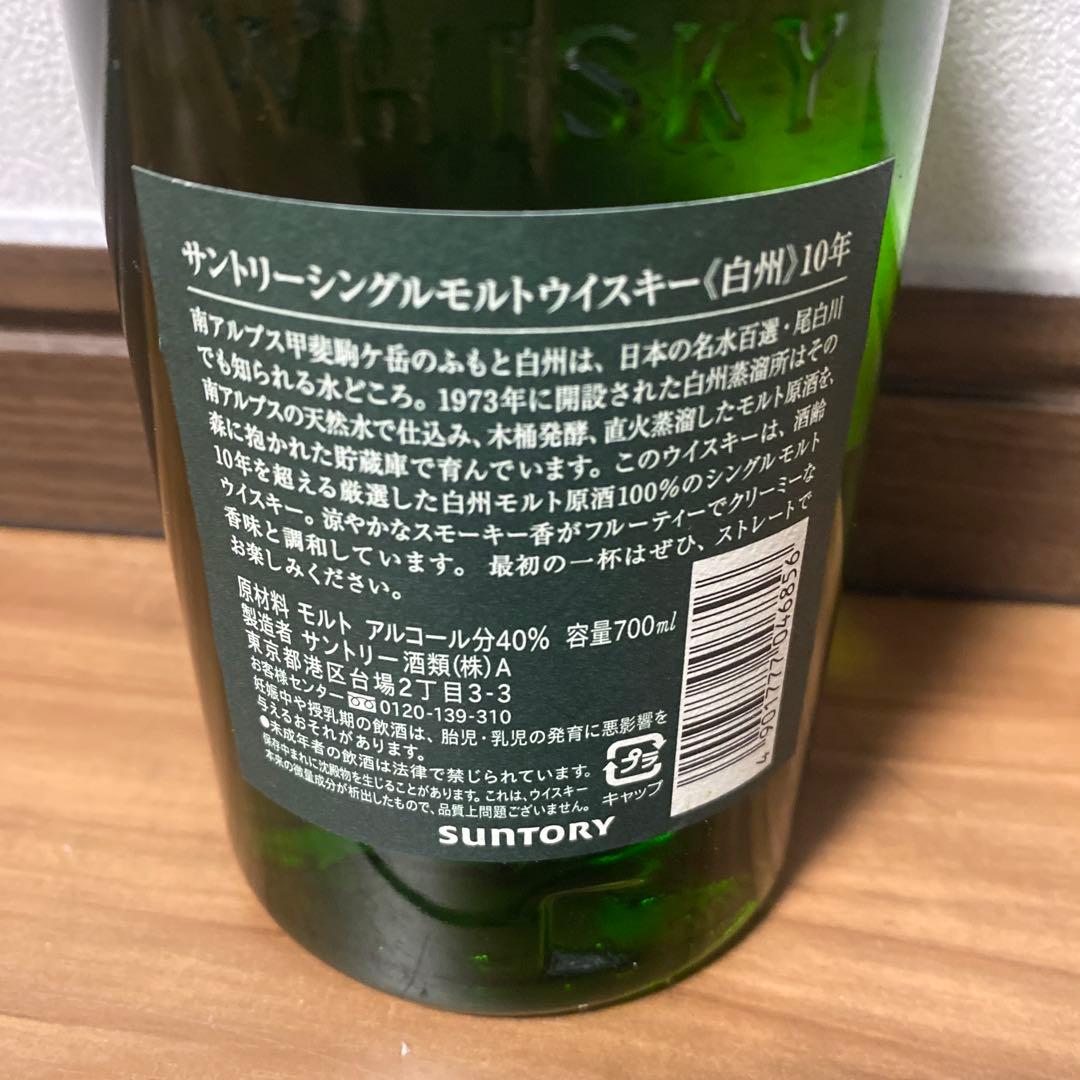 WHISKY
サントリーシングルモルトウイスキー《白州》10年
南アルプス甲斐駒ケ岳のふもと白州は、日本の名水百選・尾白川
でも知られる水どころ。1973年に開設された白州蒸溜所はその
南アルプスの天然水で仕込み、木桶発酵、直火蒸溜したモルト原酒を、
森に抱かれた貯蔵庫で育んでいます。このウイスキーは、酒齢
10年を超える厳選した白州モルト原酒100%のシングルモルト
ウイスキー。涼やかなスモーキー香がフルーティーでクリーミーな
香味と調和しています。 最初の一杯はぜひ、ストレートで
お楽しみください。
原材料 モルト アルコール分40% 容量700ml
製造者 サントリー酒類(株)A
東京都港区台場2丁目3-3
お客様センター 0120-139-310
妊娠中や授乳期の飲酒は、胎児・乳児の発育に悪影響を
与えるおそれがあります。
●未成年者の飲酒は法律で禁じられています。
保存中まれに沈殿物を生じることがあります。これは、ウイスキー
本来の微量成分が析出したもので、品質上問題ございません。
プラ
キャップ
SUNTORY
4 901777 046856